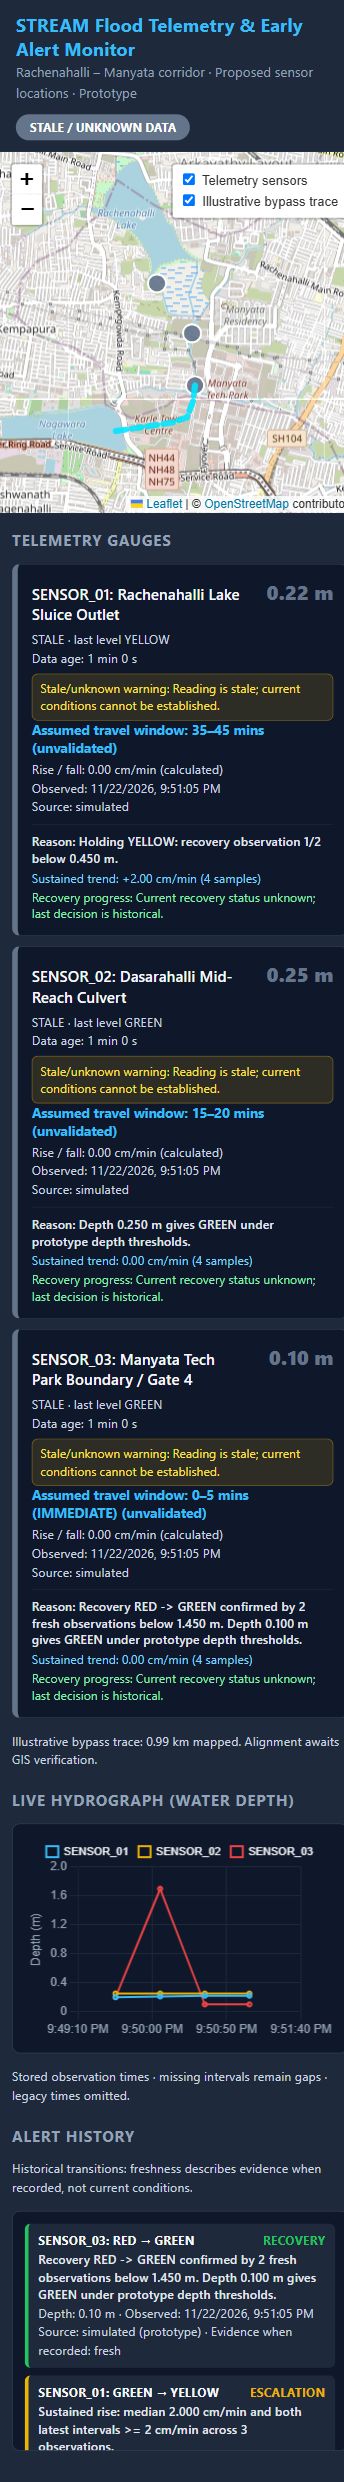 STREAM Flood Telemetry & Early
Alert Monitor
Rachenahalli – Manyata corridor · Proposed sensor
locations · Prototype
STALE / UNKNOWN DATA
+
−
Telemetry sensors
Illustrative bypass trace
Main Road
Rachenahalli
Lake
Rachenahalli Main Road
Kempegowda Road
Manyata
Residency
Kempapura
Manyata
Tech Park
Nagawara
Lake
Karle Town
Centre
Service Road
SH104
NH44
NH48
NH75
Leaflet | © OpenStreetMap contributo
TELEMETRY GAUGES
SENSOR_01: Rachenahalli Lake
Sluice Outlet
0.22 m
STALE · last level YELLOW
Data age: 1 min 0 s
Stale/unknown warning: Reading is stale; current
conditions cannot be established.
Assumed travel window: 35–45 mins
(unvalidated)
Rise / fall: 0.00 cm/min (calculated)
Observed: 11/22/2026, 9:51:05 PM
Source: simulated
Reason: Holding YELLOW: recovery observation 1/2
below 0.450 m.
Sustained trend: +2.00 cm/min (4 samples)
Recovery progress: Current recovery status unknown;
last decision is historical.
SENSOR_02: Dasarahalli Mid-
Reach Culvert
0.25 m
STALE · last level GREEN
Data age: 1 min 0 s
Stale/unknown warning: Reading is stale; current
conditions cannot be established.
Assumed travel window: 15–20 mins
(unvalidated)
Rise / fall: 0.00 cm/min (calculated)
Observed: 11/22/2026, 9:51:05 PM
Source: simulated
Reason: Depth 0.250 m gives GREEN under
prototype depth thresholds.
Sustained trend: 0.00 cm/min (4 samples)
Recovery progress: Current recovery status unknown;
last decision is historical.
SENSOR_03: Manyata Tech
Park Boundary / Gate 4
0.10 m
STALE · last level GREEN
Data age: 1 min 0 s
Stale/unknown warning: Reading is stale; current
conditions cannot be established.
Assumed travel window: 0–5 mins
(IMMEDIATE) (unvalidated)
Rise / fall: 0.00 cm/min (calculated)
Observed: 11/22/2026, 9:51:05 PM
Source: simulated
Reason: Recovery RED -> GREEN confirmed by 2
fresh observations below 1.450 m. Depth 0.100 m
gives GREEN under prototype depth thresholds.
Sustained trend: 0.00 cm/min (4 samples)
Recovery progress: Current recovery status unknown;
last decision is historical.
Illustrative bypass trace: 0.99 km mapped. Alignment awaits
GIS verification.
LIVE HYDROGRAPH (WATER DEPTH)
SENSOR_01 SENSOR_02 SENSOR_03
Depth (m)
2.0
1.6
1.2
0.8
0.4
0
9:49:10 PM 9:50:00 PM 9:50:50 PM 9:51:40 PM
Stored observation times · missing intervals remain gaps ·
legacy times omitted.
ALERT HISTORY
Historical transitions: freshness describes evidence when
recorded, not current conditions.
SENSOR_03: RED → GREEN RECOVERY
Recovery RED -> GREEN confirmed by 2 fresh
observations below 1.450 m. Depth 0.100 m gives
GREEN under prototype depth thresholds.
Depth: 0.10 m · Observed: 11/22/2026, 9:51:05 PM
Source: simulated (prototype) · Evidence when
recorded: fresh
SENSOR_01: GREEN → YELLOW ESCALATION
Sustained rise: median 2.000 cm/min and both
latest intervals >= 2 cm/min across 3
observations.